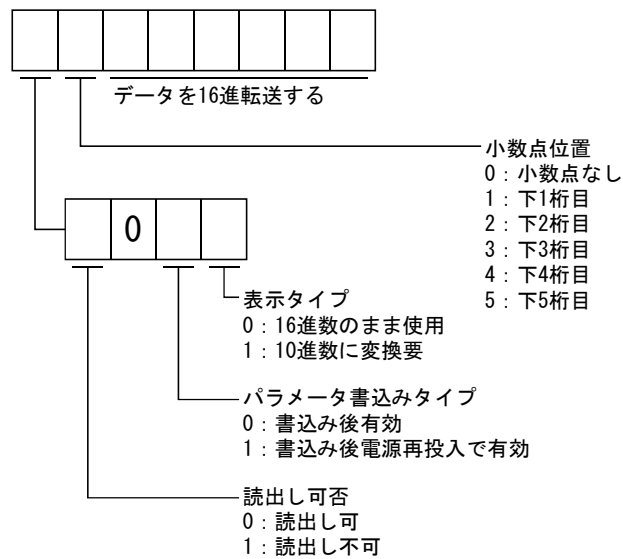 データを16進転送する
小数点位置
0：小数点なし
1：下1桁目
2：下2桁目
3：下3桁目
4：下4桁目
5：下5桁目
0
表示タイプ
0：16進数のまま使用
1：10進数に変換要
パラメータ書込みタイプ
0：書込み後有効
1：書込み後電源再投入で有効
読出し可否
0：読出し可
1：読出し不可